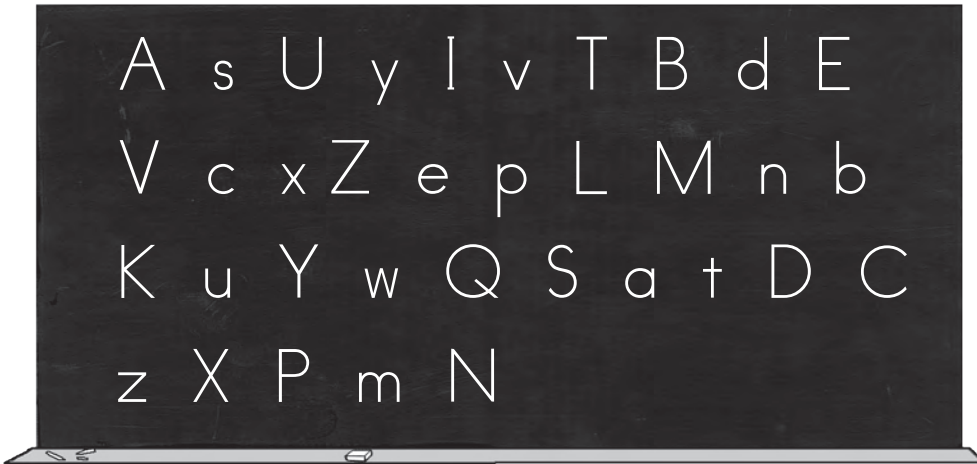 A s U y I v T B d E
V c x Z e p L M n b
K u Y w Q S a t D C
z X P m N